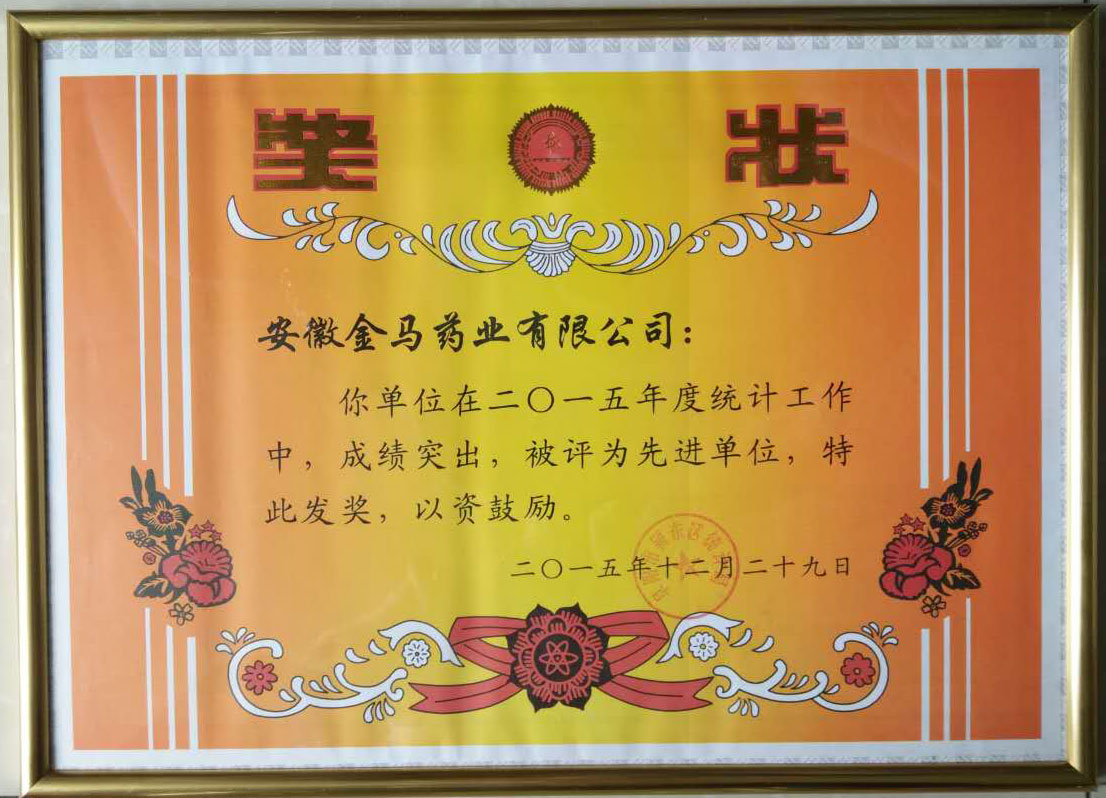 奖 状
安徽金马药业有限公司：
你单位在二〇一五年度统计工作
中，成绩突出，被评为先进单位，特
此发奖，以资鼓励。
二〇一五年十二月二十九日